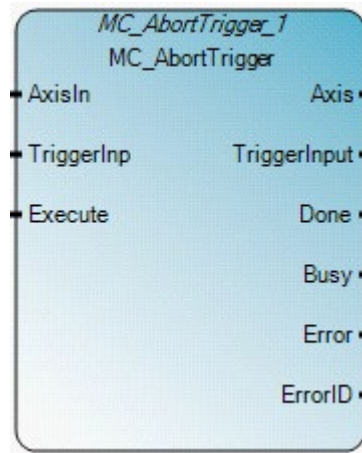 MC_AbortTrigger_1
MC_AbortTrigger
AxisIn Axis
TriggerInp TriggerInput
Execute Done
Busy
Error
ErrorID